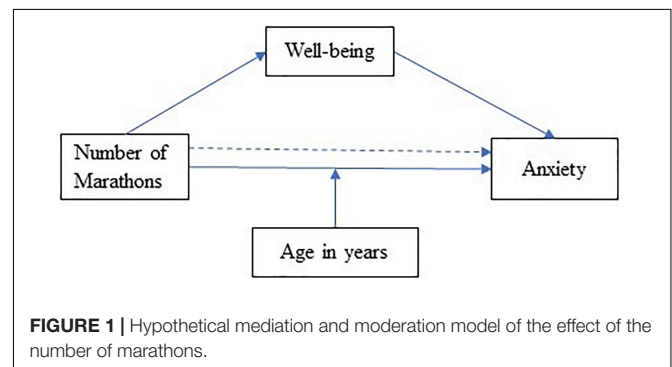 Well-being
Number of
Marathons
Anxiety
Age in years
FIGURE 1 | Hypothetical mediation and moderation model of the effect of the
number of marathons.